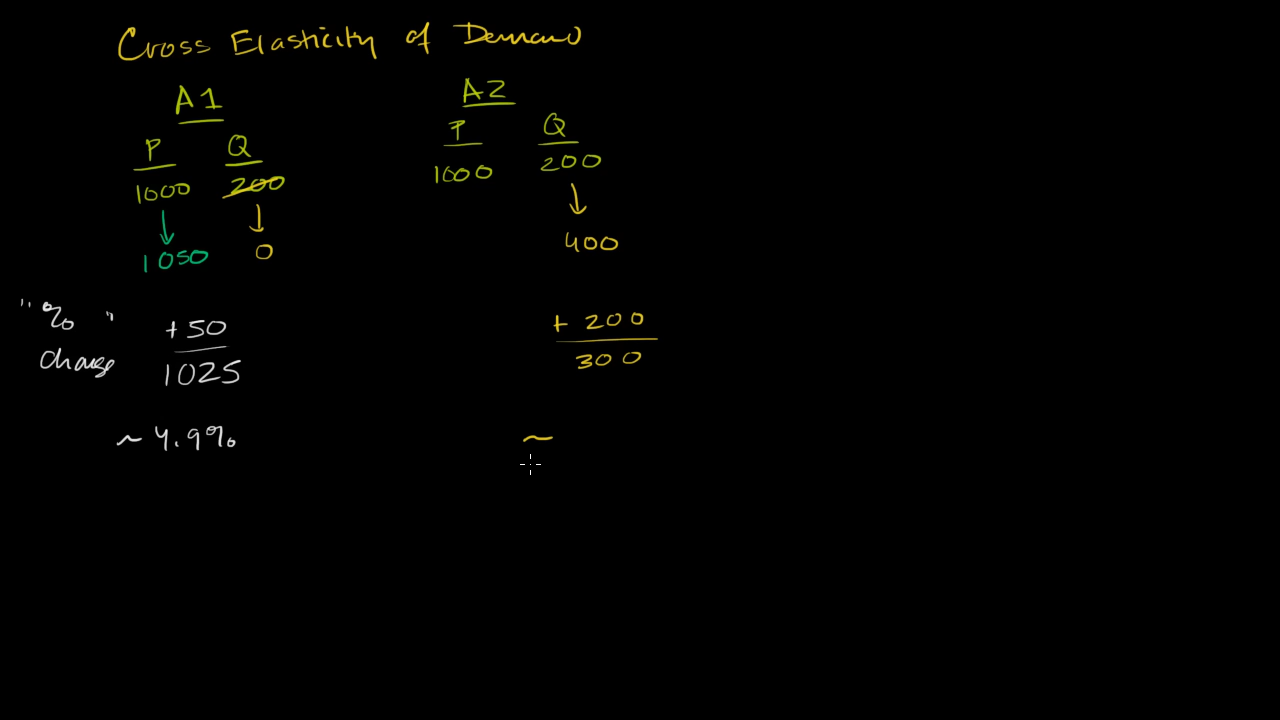 Cross Elasticity of Demand
A1 A2
P Q P Q
1000 200 1000 200
1050 0 400
"%" +50 + 200
change 1025 300
~ 4.9% ~